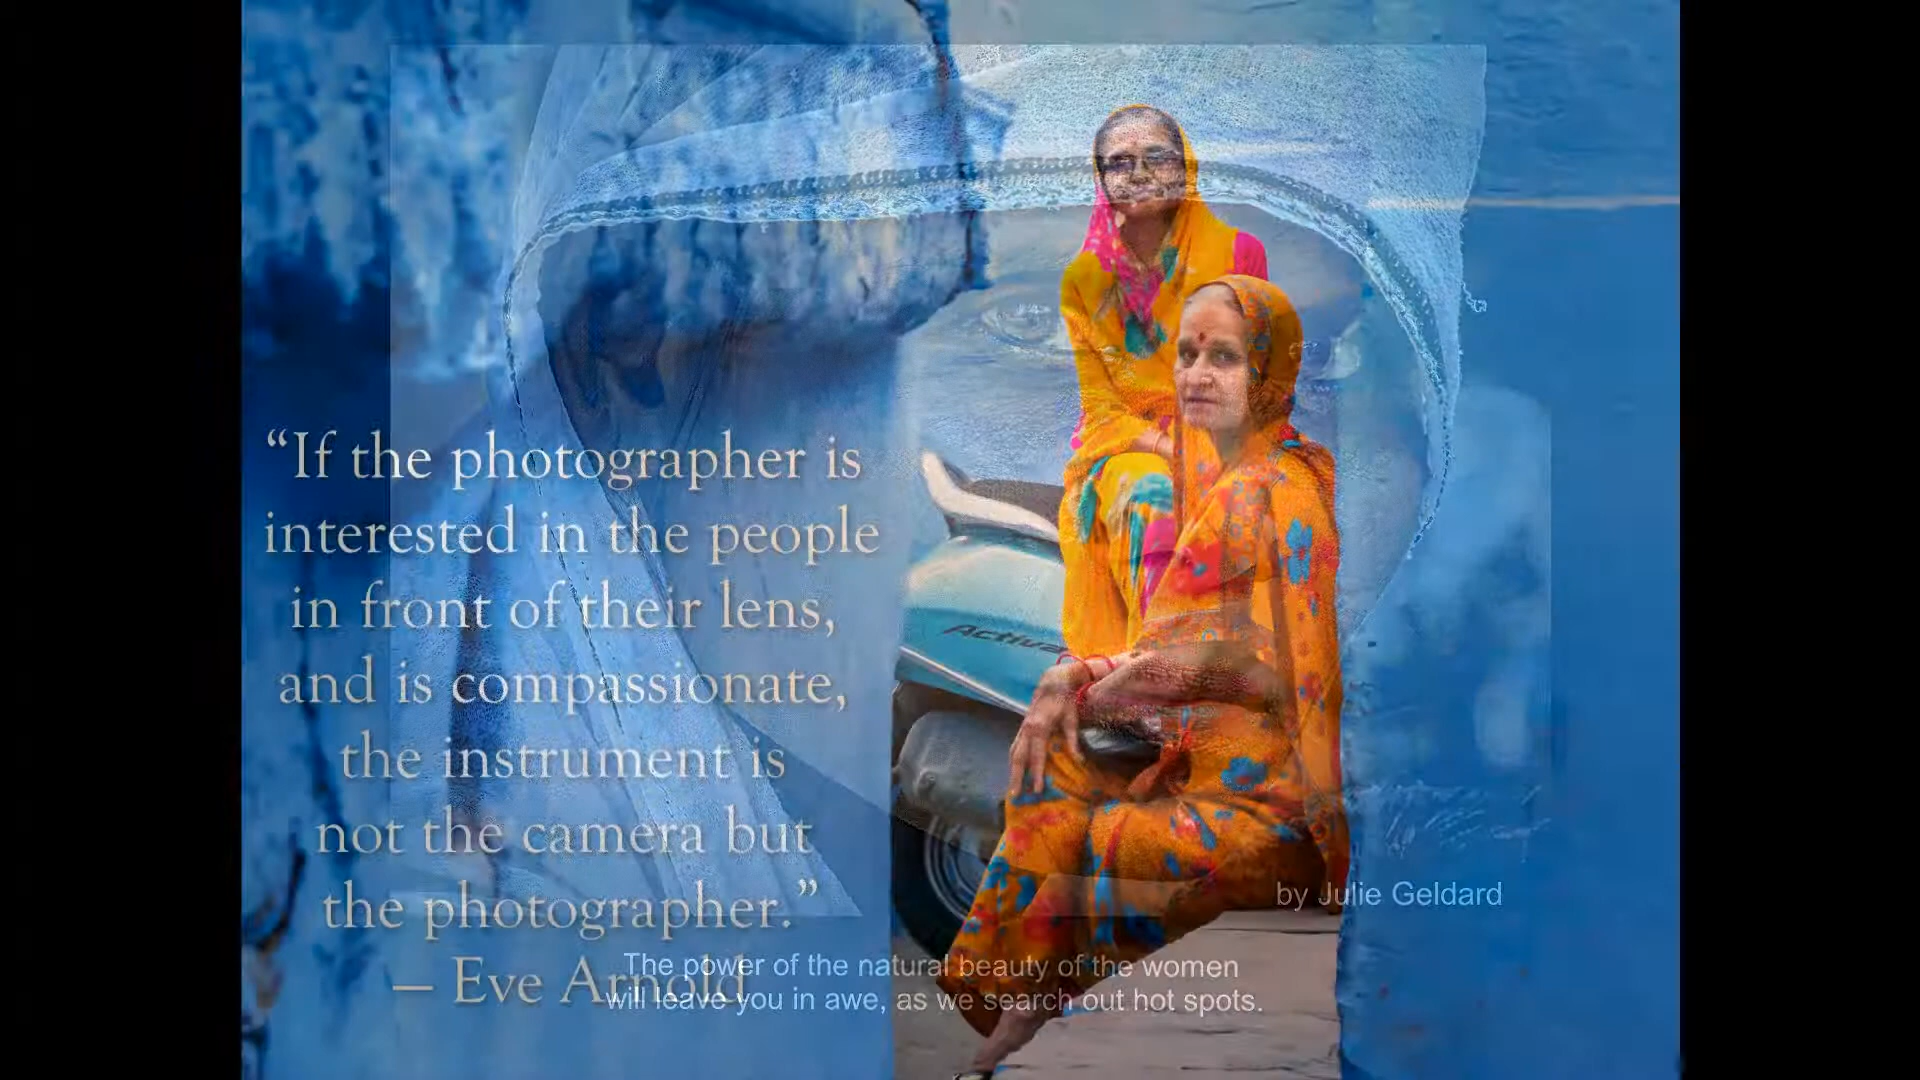 “If the photographer is
interested in the people
in front of their lens,
and is compassionate,
the instrument is
not the camera but
the photographer.”
— Eve Arnold
Activa
by Julie Geldard
The power of the natural beauty of the women
will leave you in awe, as we search out hot spots.